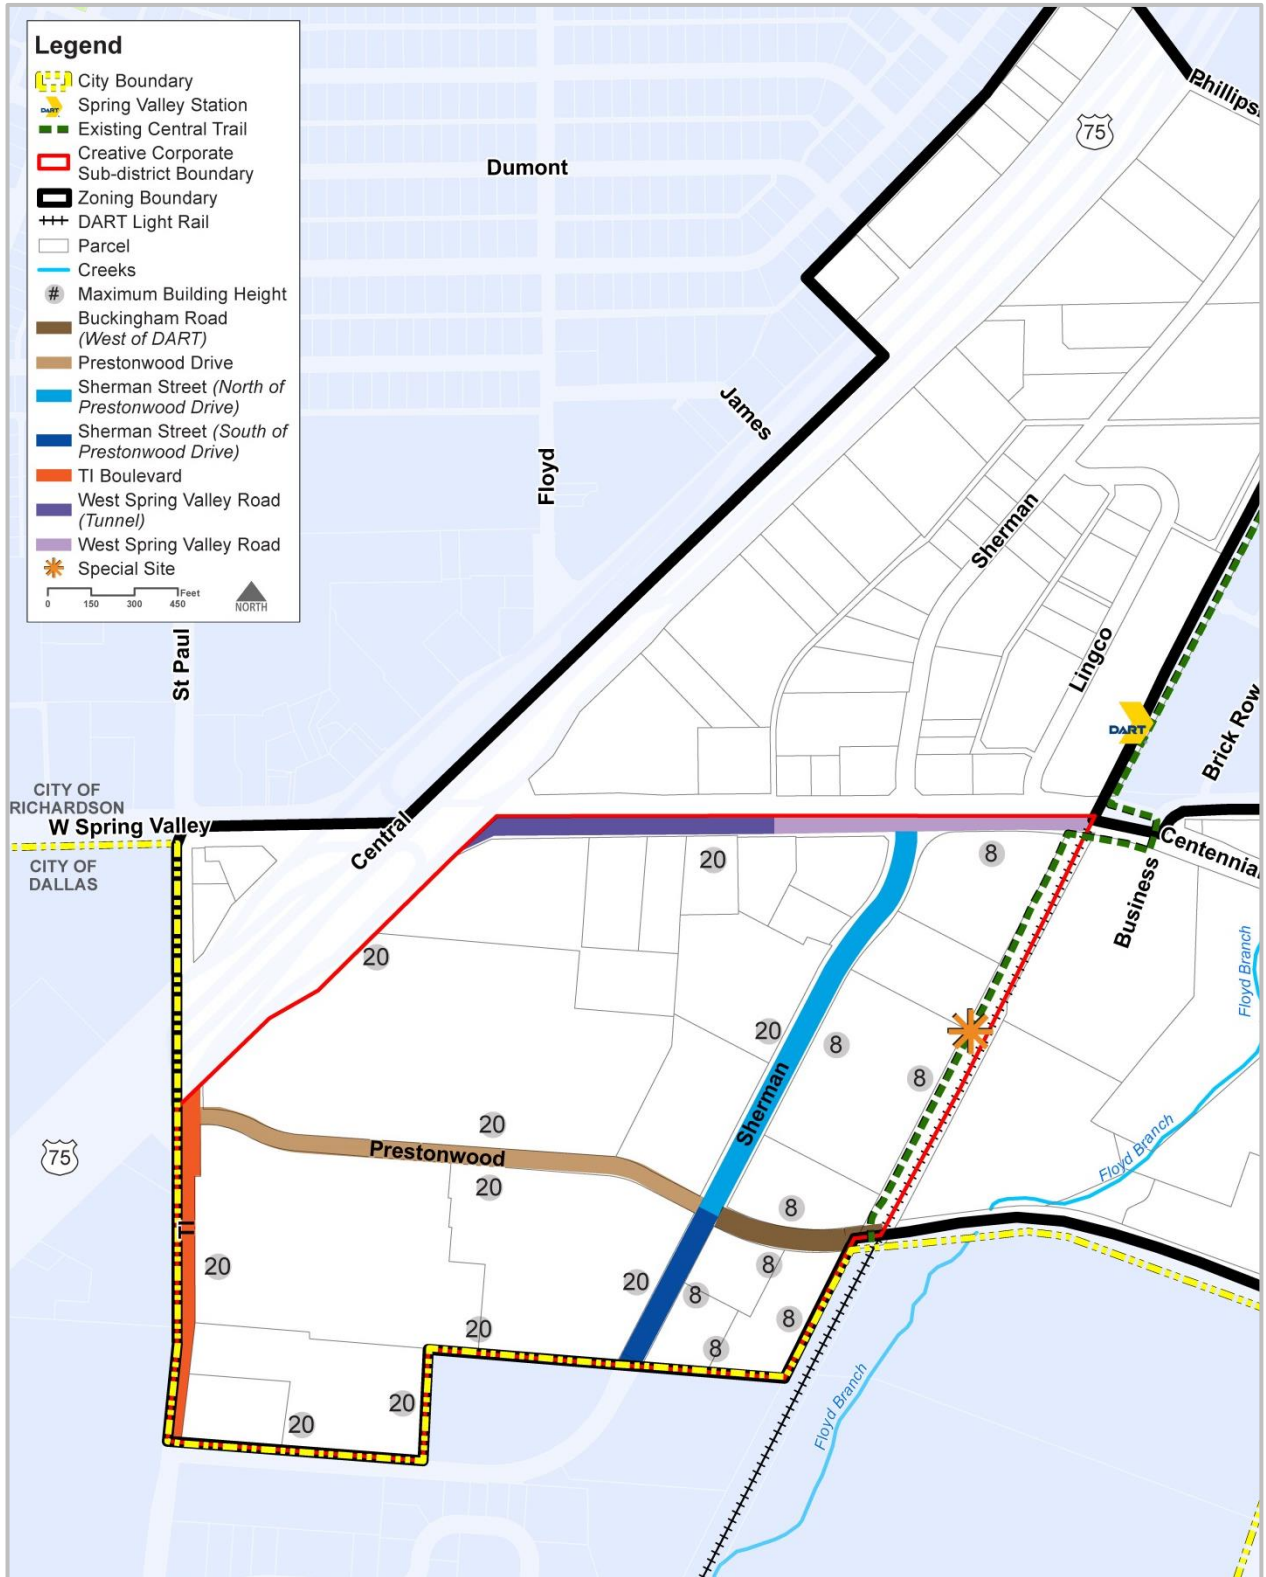 Legend
City Boundary
DART
Spring Valley Station
Existing Central Trail
Creative Corporate
Sub-district Boundary
Zoning Boundary
DART Light Rail
Parcel
Creeks
# Maximum Building Height
Buckingham Road
(West of DART)
Prestonwood Drive
Sherman Street (North of
Prestonwood Drive)
Sherman Street (South of
Prestonwood Drive)
TI Boulevard
West Spring Valley Road
(Tunnel)
West Spring Valley Road
Special Site
Feet
0 150 300 450
NORTH
Phillips
75
Dumont
James
Floyd
Sherman
St Paul
Lingco
DART
Brick Row
CITY OF
RICHARDSON
W Spring Valley
CITY OF
DALLAS
Central
Centennial
Business
20
8
20
Floyd Branch
20
8
8
Sherman
20
Prestonwood
Floyd Branch
75
20
8
TI
20
20
8
8
8
20
8
Floyd Branch
20
20